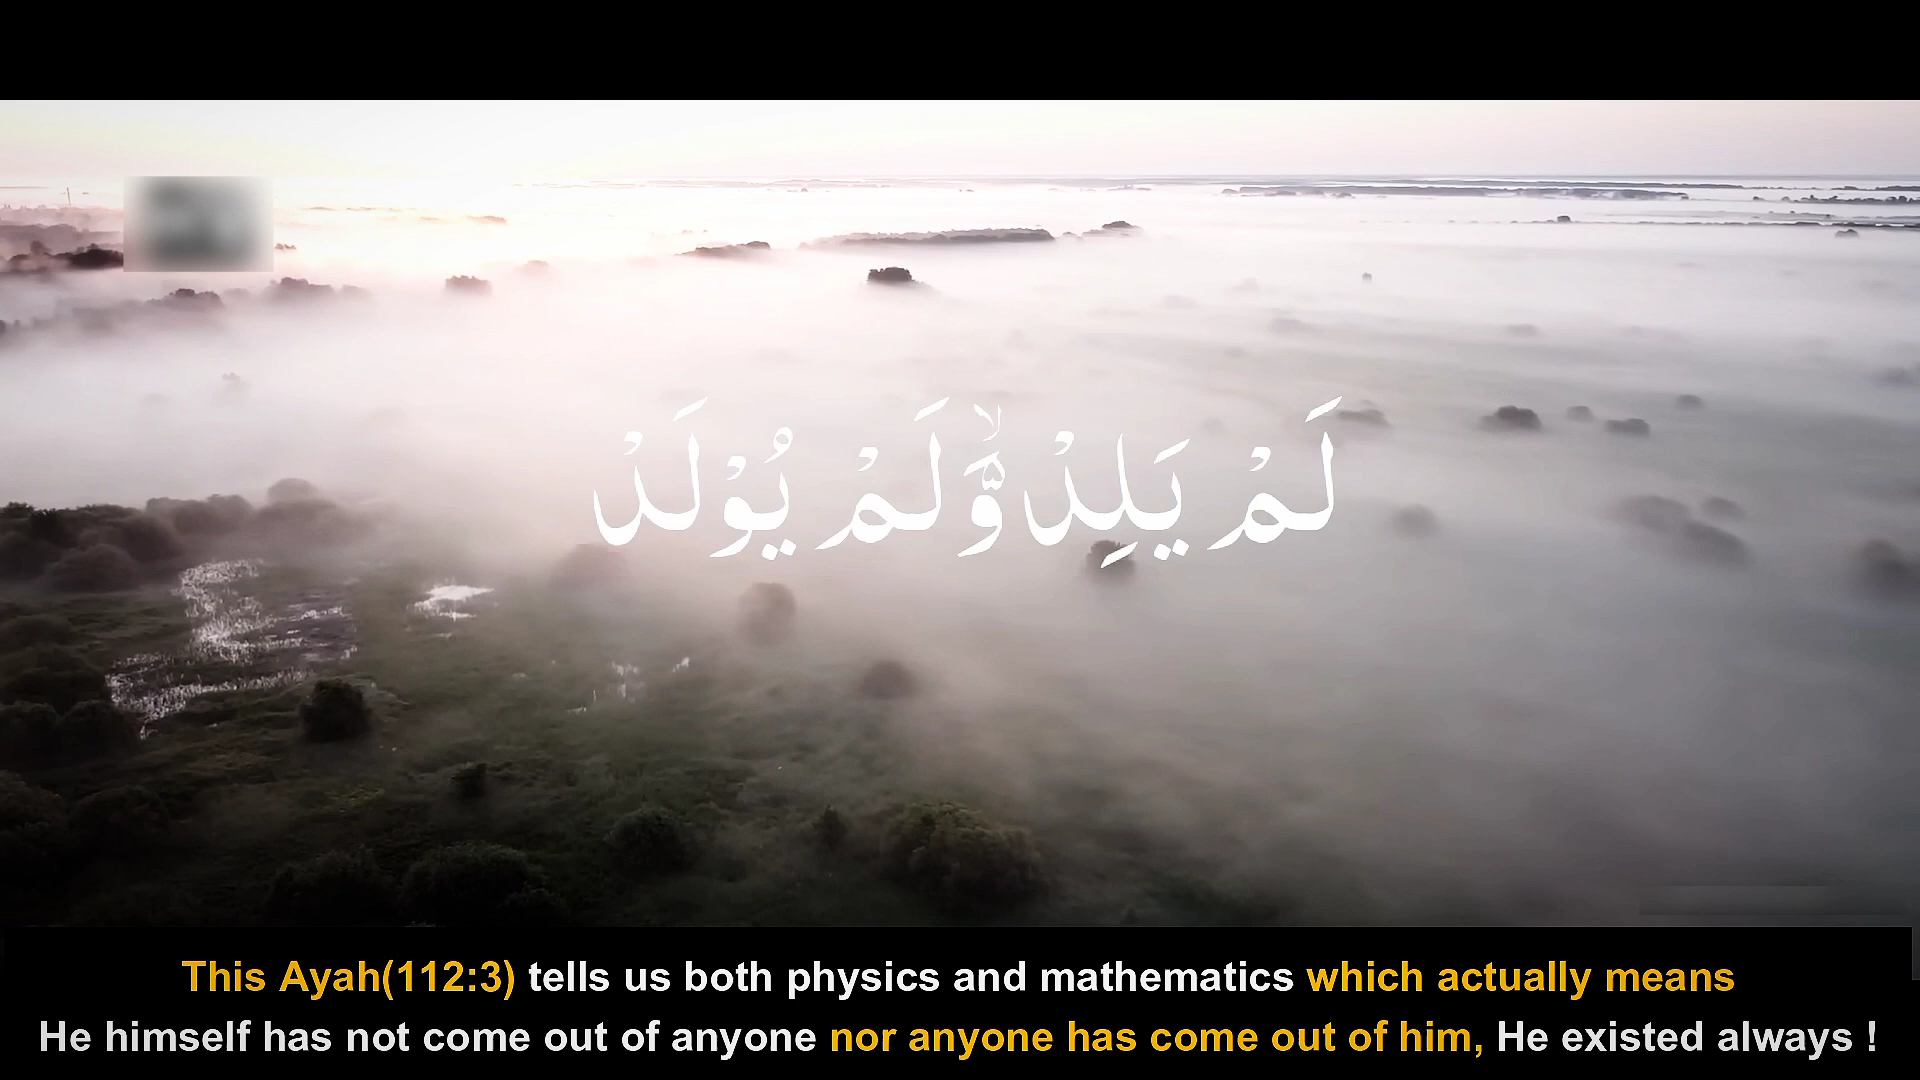 لَمْ يَلِدْ ۙ وَّلَمْ يُوْلَدْ
This Ayah(112:3) tells us both physics and mathematics which actually means
He himself has not come out of anyone nor anyone has come out of him, He existed always !